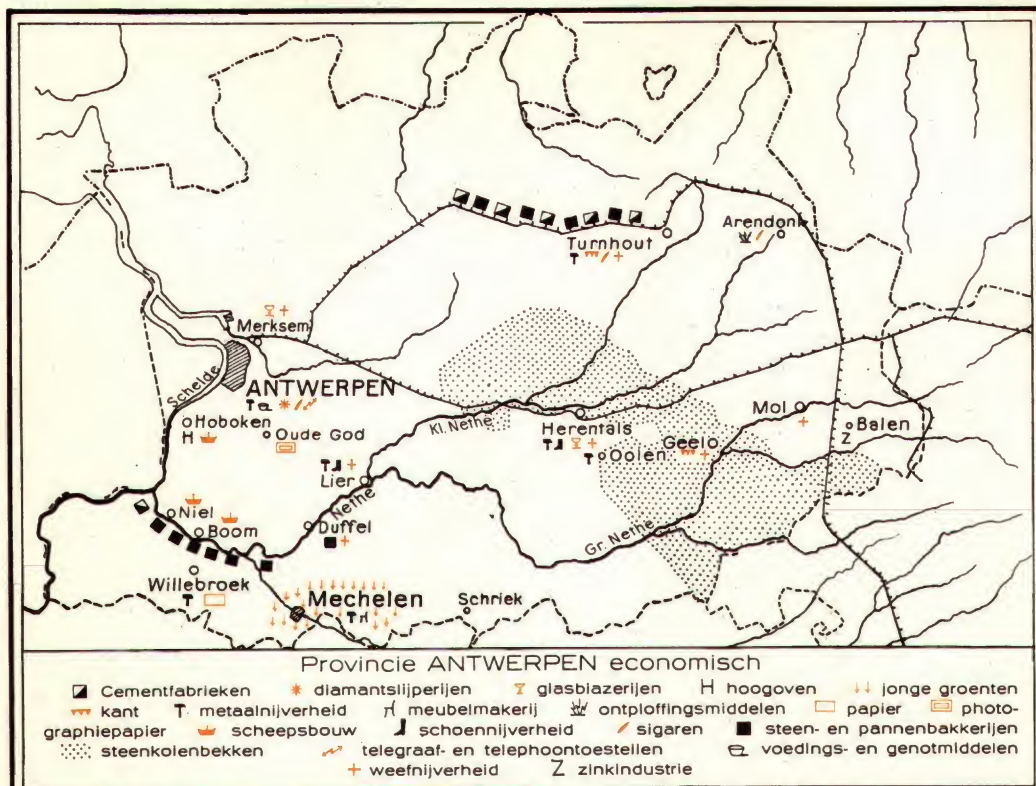 Arendonk
Turnhout
Merksem
ANTWERPEN
Schelde
Hoboken
H
Oude God
Kl. Nethe
Herentals
Mol
Geel
Oolen
Balen
Z
Lier
Nethe
Niel
Boom
Duffel
Gr. Nethe
Willebroek
Mechelen
Schriek
Provincie ANTWERPEN economisch
Cementfabrieken diamantslijperijen glasblazerijen H hoogoven jonge groenten
kant metaalnijverheid meubelmakerij ontploffingsmiddelen papier photo-
graphiepapier scheepsbouw schoennijverheid sigaren steen- en pannenbakkerijen
steenkolenbekken telegraaf- en telephoontoestellen voedings- en genotmiddelen
weefnijverheid Z zinkindustrie